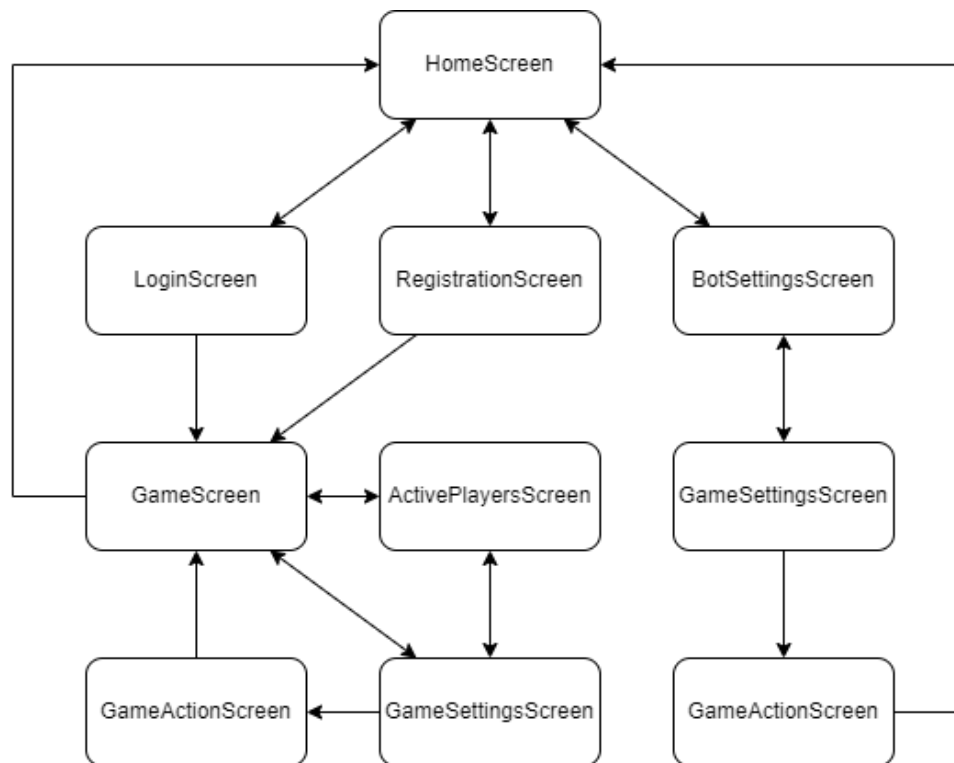 HomeScreen
LoginScreen
RegistrationScreen
BotSettingsScreen
GameScreen
ActivePlayersScreen
GameSettingsScreen
GameActionScreen
GameSettingsScreen
GameActionScreen